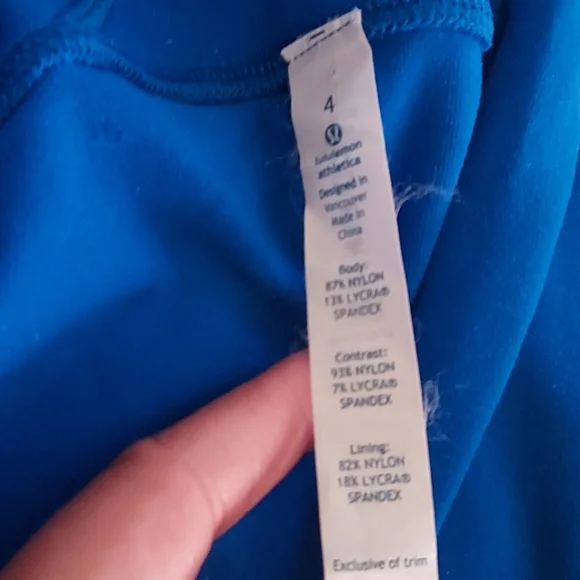 4
lululemon
athletica
Designed in
Vancouver
Made in
China
Body:
87% NYLON
13% LYCRA®
SPANDEX
Contrast:
93% NYLON
7% LYCRA®
SPANDEX
Lining:
82% NYLON
18% LYCRA®
SPANDEX
Exclusive of trim